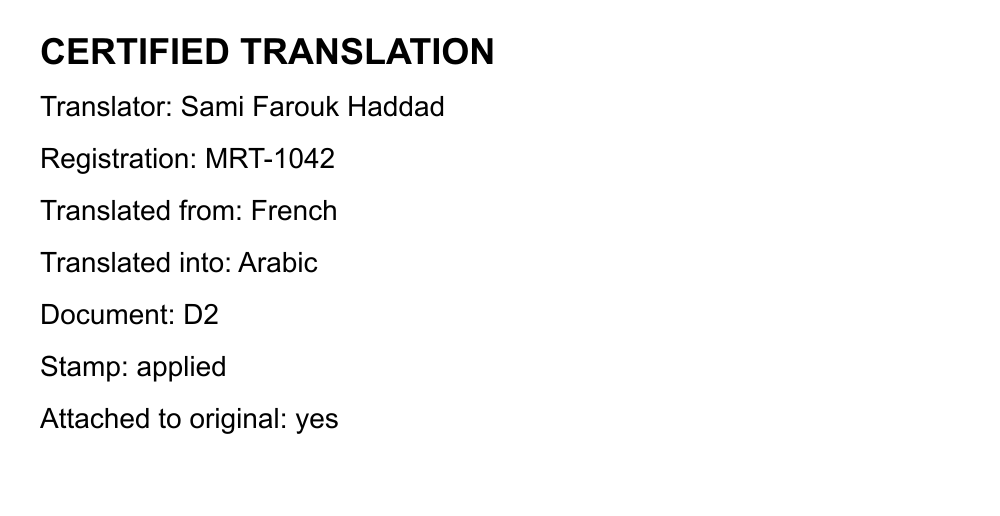 CERTIFIED TRANSLATION
Translator: Sami Farouk Haddad
Registration: MRT-1042
Translated from: French
Translated into: Arabic
Document: D2
Stamp: applied
Attached to original: yes